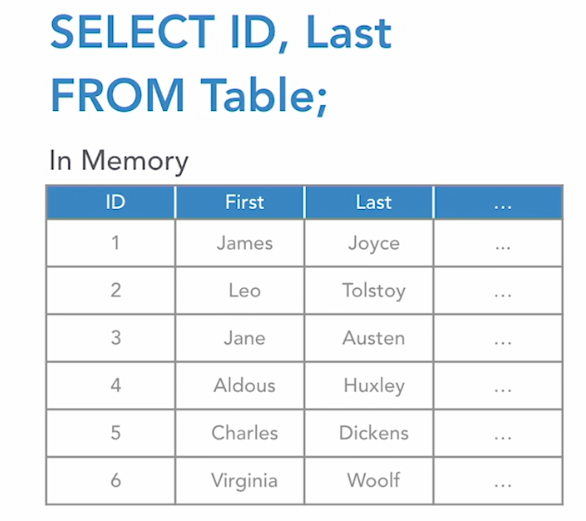 SELECT ID, Last
FROM Table;
In Memory
ID First Last ...
1 James Joyce ...
2 Leo Tolstoy ...
3 Jane Austen ...
4 Aldous Huxley ...
5 Charles Dickens ...
6 Virginia Woolf ...